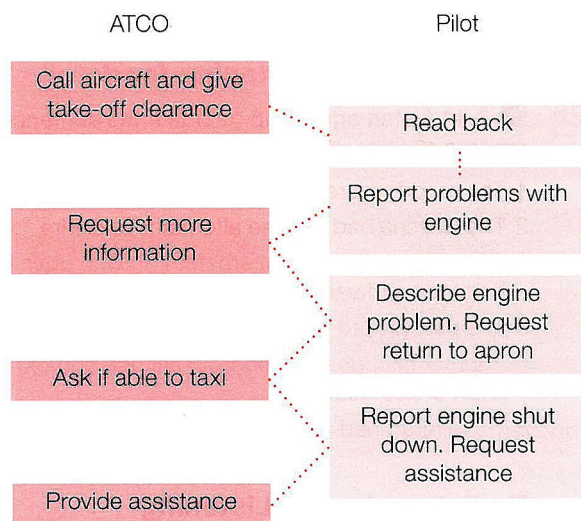 ATCO
Pilot
Call aircraft and give
take-off clearance
Read back
Report problems with
engine
Request more
information
Describe engine
problem. Request
return to apron
Ask if able to taxi
Report engine shut
down. Request
assistance
Provide assistance